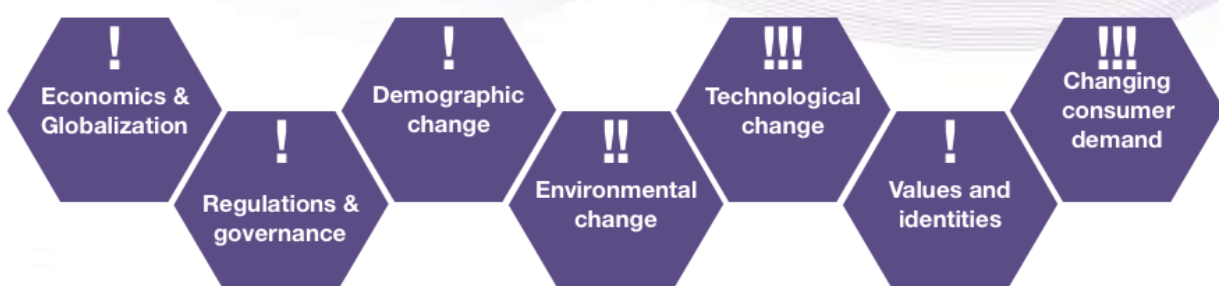 !
Economics &
Globalization
!
Regulations &
governance
!
Demographic
change
!!
Environmental
change
!!!
Technological
change
!
Values and
identities
!!!
Changing
consumer
demand